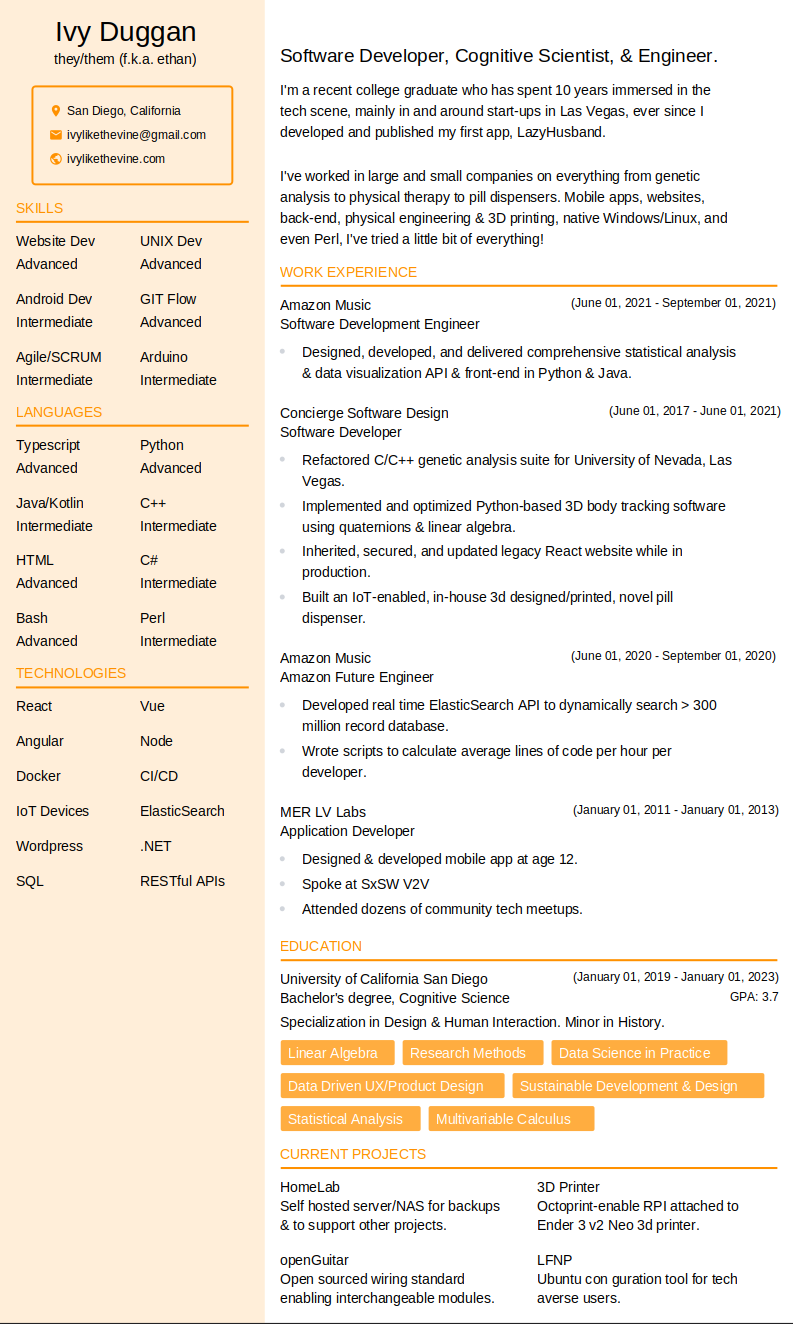 Ivy Duggan
they/them (f.k.a. ethan)
San Diego, California
ivylikethevine@gmail.com
ivylikethevine.com
SKILLS
Website Dev UNIX Dev
Advanced Advanced
Android Dev GIT Flow
Intermediate Advanced
Agile/SCRUM Arduino
Intermediate Intermediate
LANGUAGES
Typescript Python
Advanced Advanced
Java/Kotlin C++
Intermediate Intermediate
HTML C#
Advanced Intermediate
Bash Perl
Advanced Intermediate
TECHNOLOGIES
React Vue
Angular Node
Docker CI/CD
IoT Devices ElasticSearch
Wordpress .NET
SQL RESTful APIs
Software Developer, Cognitive Scientist, & Engineer.
I'm a recent college graduate who has spent 10 years immersed in the
tech scene, mainly in and around start-ups in Las Vegas, ever since I
developed and published my first app, LazyHusband.
I've worked in large and small companies on everything from genetic
analysis to physical therapy to pill dispensers. Mobile apps, websites,
back-end, physical engineering & 3D printing, native Windows/Linux, and
even Perl, I've tried a little bit of everything!
WORK EXPERIENCE
Amazon Music (June 01, 2021 - September 01, 2021)
Software Development Engineer
Designed, developed, and delivered comprehensive statistical analysis
& data visualization API & front-end in Python & Java.
Concierge Software Design (June 01, 2017 - June 01, 2021)
Software Developer
Refactored C/C++ genetic analysis suite for University of Nevada, Las
Vegas.
Implemented and optimized Python-based 3D body tracking software
using quaternions & linear algebra.
Inherited, secured, and updated legacy React website while in
production.
Built an IoT-enabled, in-house 3d designed/printed, novel pill
dispenser.
Amazon Music (June 01, 2020 - September 01, 2020)
Amazon Future Engineer
Developed real time ElasticSearch API to dynamically search > 300
million record database.
Wrote scripts to calculate average lines of code per hour per
developer.
MER LV Labs (January 01, 2011 - January 01, 2013)
Application Developer
Designed & developed mobile app at age 12.
Spoke at SxSW V2V
Attended dozens of community tech meetups.
EDUCATION
University of California San Diego (January 01, 2019 - January 01, 2023)
Bachelor's degree, Cognitive Science GPA: 3.7
Specialization in Design & Human Interaction. Minor in History.
Linear Algebra Research Methods Data Science in Practice
Data Driven UX/Product Design Sustainable Development & Design
Statistical Analysis Multivariable Calculus
CURRENT PROJECTS
HomeLab
Self hosted server/NAS for backups
& to support other projects.
3D Printer
Octoprint-enable RPI attached to
Ender 3 v2 Neo 3d printer.
openGuitar
Open sourced wiring standard
enabling interchangeable modules.
LFNP
Ubuntu con guration tool for tech
averse users.